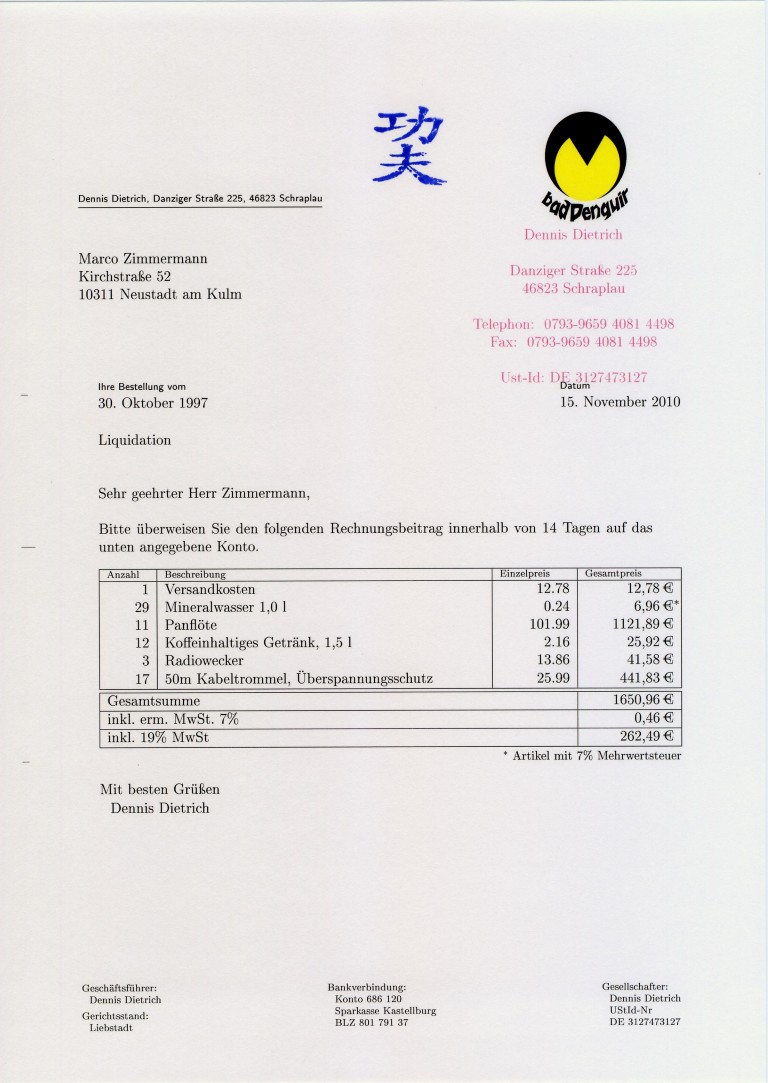 功
夫
badPenguin
Dennis Dietrich, Danziger Straße 225, 46823 Schraplau
Dennis Dietrich
Danziger Straße 225
46823 Schraplau
Telephon: 0793-9659 4081 4498
Fax: 0793-9659 4081 4498
Ust-Id: DE 3127473127
Marco Zimmermann
Kirchstraße 52
10311 Neustadt am Kulm
Ihre Bestellung vom Datum
30. Oktober 1997 15. November 2010
Liquidation
Sehr geehrter Herr Zimmermann,
Bitte überweisen Sie den folgenden Rechnungsbeitrag innerhalb von 14 Tagen auf das
unten angegebene Konto.
Anzahl Beschreibung Einzelpreis Gesamtpreis
1 Versandkosten 12.78 12,78 €
29 Mineralwasser 1,0 l 0.24 6,96 €*
11 Panflöte 101.99 1121,89 €
12 Koffeinhaltiges Getränk, 1,5 l 2.16 25,92 €
3 Radiowecker 13.86 41,58 €
17 50m Kabeltrommel, Überspannungsschutz 25.99 441,83 €
Gesamtsumme 1650,96 €
inkl. erm. MwSt. 7% 0,46 €
inkl. 19% MwSt 262,49 €
* Artikel mit 7% Mehrwertsteuer
Mit besten Grüßen
Dennis Dietrich
Geschäftsführer:
Dennis Dietrich
Gerichtsstand:
Liebstadt
Bankverbindung:
Konto 686 120
Sparkasse Kastellburg
BLZ 801 791 37
Gesellschafter:
Dennis Dietrich
UStId-Nr
DE 3127473127